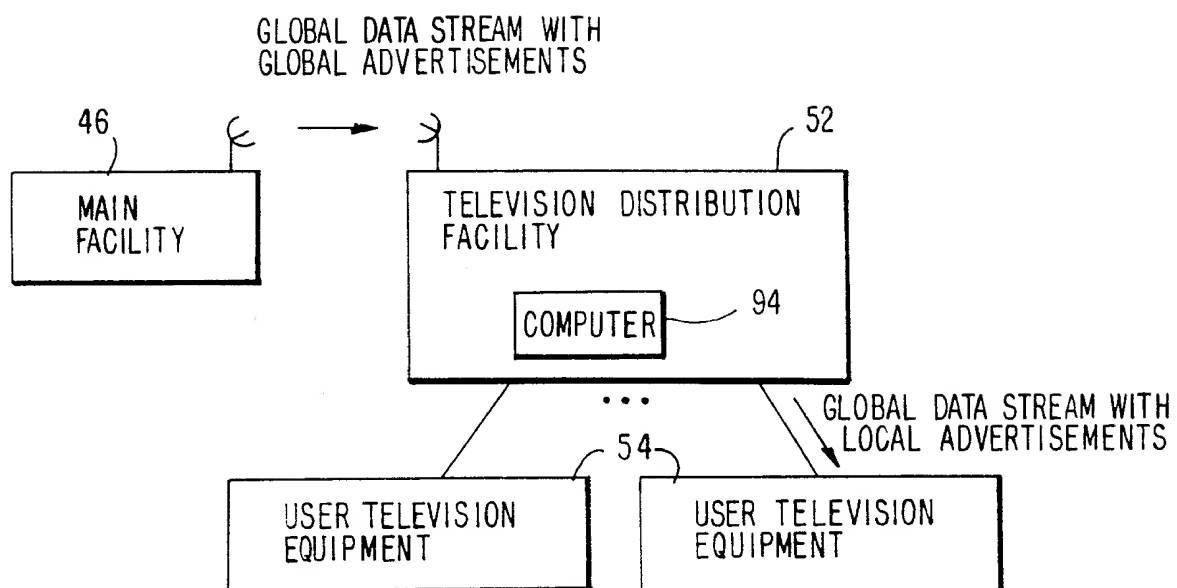 GLOBAL DATA STREAM WITH
GLOBAL ADVERTISEMENTS
46
52
MAIN
FACILITY
TELEVISION DISTRIBUTION
FACILITY
COMPUTER
94
GLOBAL DATA STREAM WITH
LOCAL ADVERTISEMENTS
54
USER TELEVISION
EQUIPMENT
USER TELEVISION
EQUIPMENT